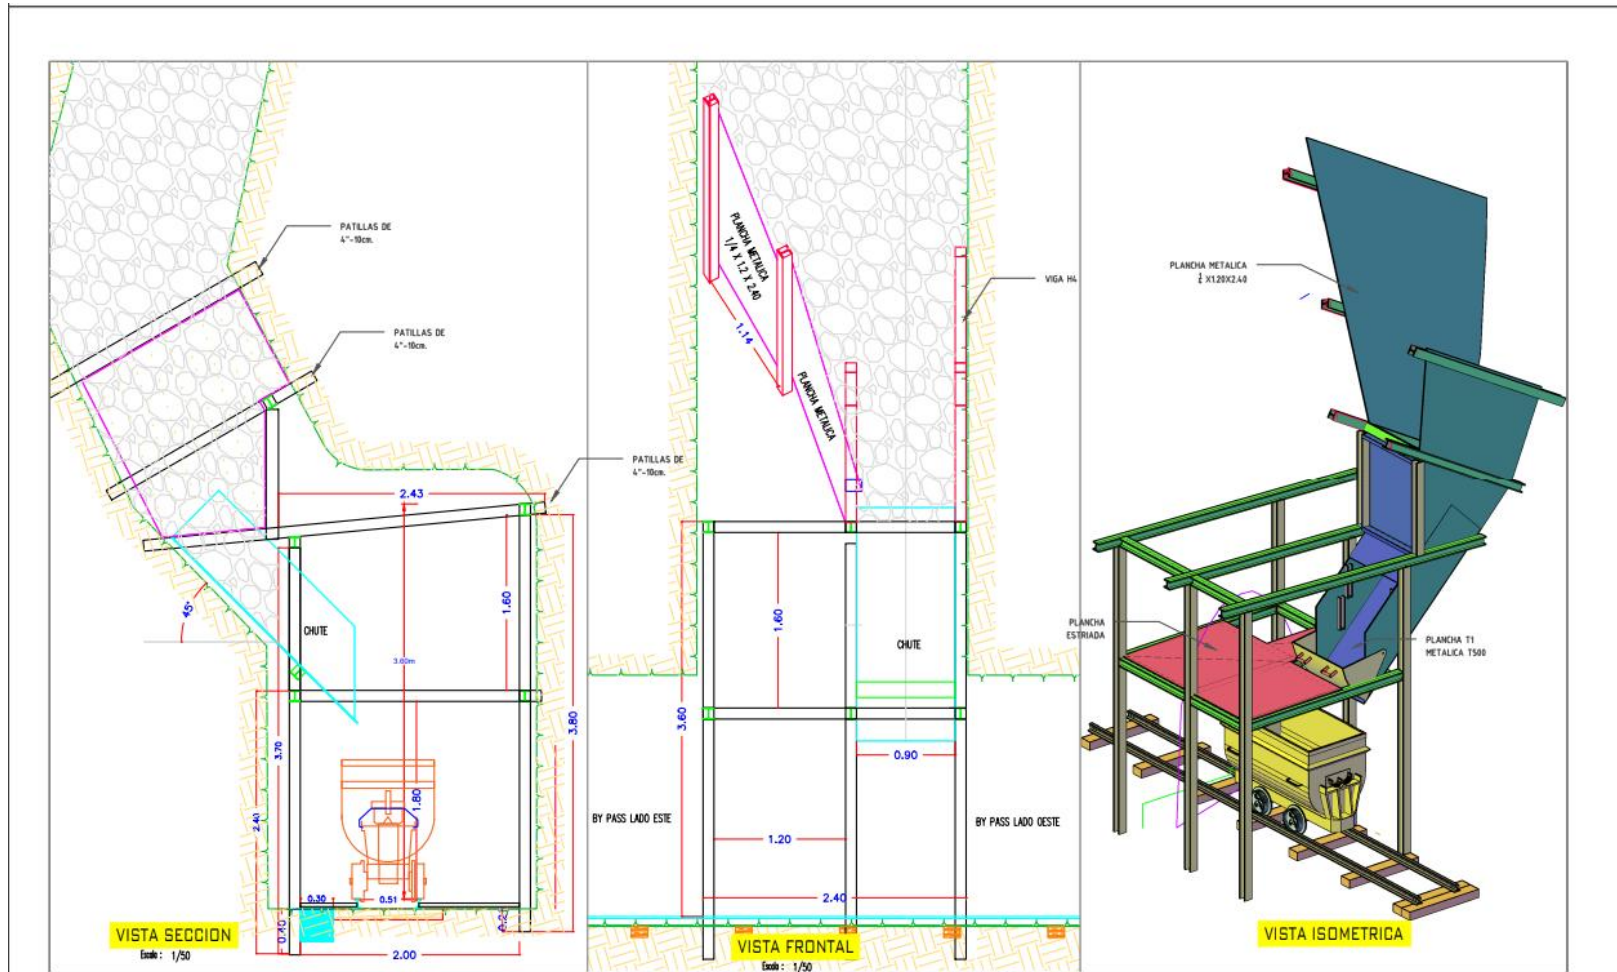 PATILLAS DE
4"-10cm.
PATILLAS DE
4"-10cm.
PATILLAS DE
4"-10cm.
2.43
45°
CHUTE
3.60m
1.60
3.70
2.40
1.80
3.80
0.30
0.51
0.40
2.00
VISTA SECCION
Escala : 1/50
PLANCHA METALICA
1/4 X 1.2 X 2.40
1.14
PLANCHA METALICA
VIGA H4
1.60
CHUTE
3.60
0.90
BY PASS LADO ESTE
BY PASS LADO OESTE
1.20
2.40
VISTA FRONTAL
Escala : 1/50
PLANCHA METALICA
X1.20X2.40
PLANCHA
ESTRIADA
PLANCHA T1
METALICA T500
VISTA ISOMETRICA